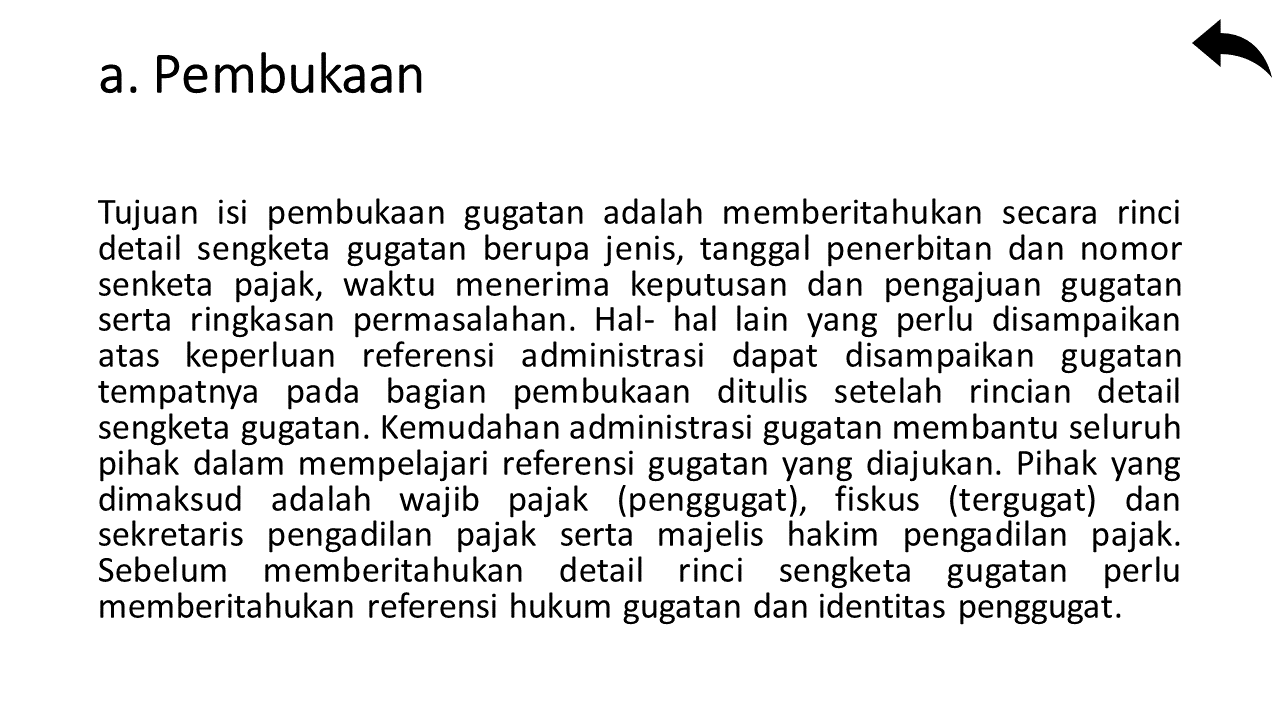 a. Pembukaan
Tujuan isi pembukaan gugatan adalah memberitahukan secara rinci
detail sengketa gugatan berupa jenis, tanggal penerbitan dan nomor
senketa pajak, waktu menerima keputusan dan pengajuan gugatan
serta ringkasan permasalahan. Hal- hal lain yang perlu disampaikan
atas keperluan referensi administrasi dapat disampaikan gugatan
tempatnya pada bagian pembukaan ditulis setelah rincian detail
sengketa gugatan. Kemudahan administrasi gugatan membantu seluruh
pihak dalam mempelajari referensi gugatan yang diajukan. Pihak yang
dimaksud adalah wajib pajak (penggugat), fiskus (tergugat) dan
sekretaris pengadilan pajak serta majelis hakim pengadilan pajak.
Sebelum memberitahukan detail rinci sengketa gugatan perlu
memberitahukan referensi hukum gugatan dan identitas penggugat.